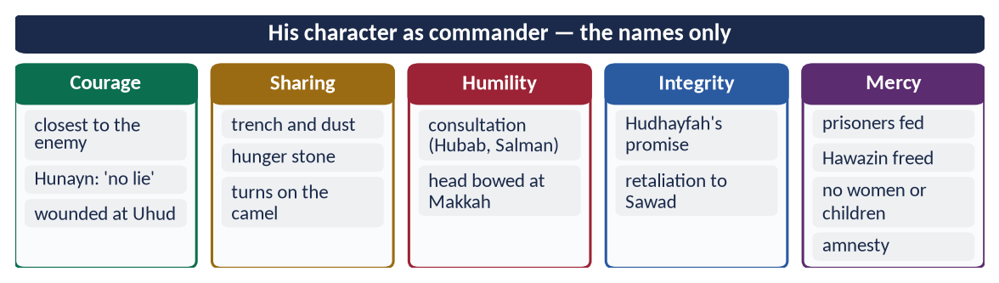 His character as commander — the names only
Courage
closest to the
enemy
Hunayn: 'no lie'
wounded at Uhud
Sharing
trench and dust
hunger stone
turns on the
camel
Humility
consultation
(Hubab, Salman)
head bowed at
Makkah
Integrity
Hudhayfah's
promise
retaliation to
Sawad
Mercy
prisoners fed
Hawazin freed
no women or
children
amnesty